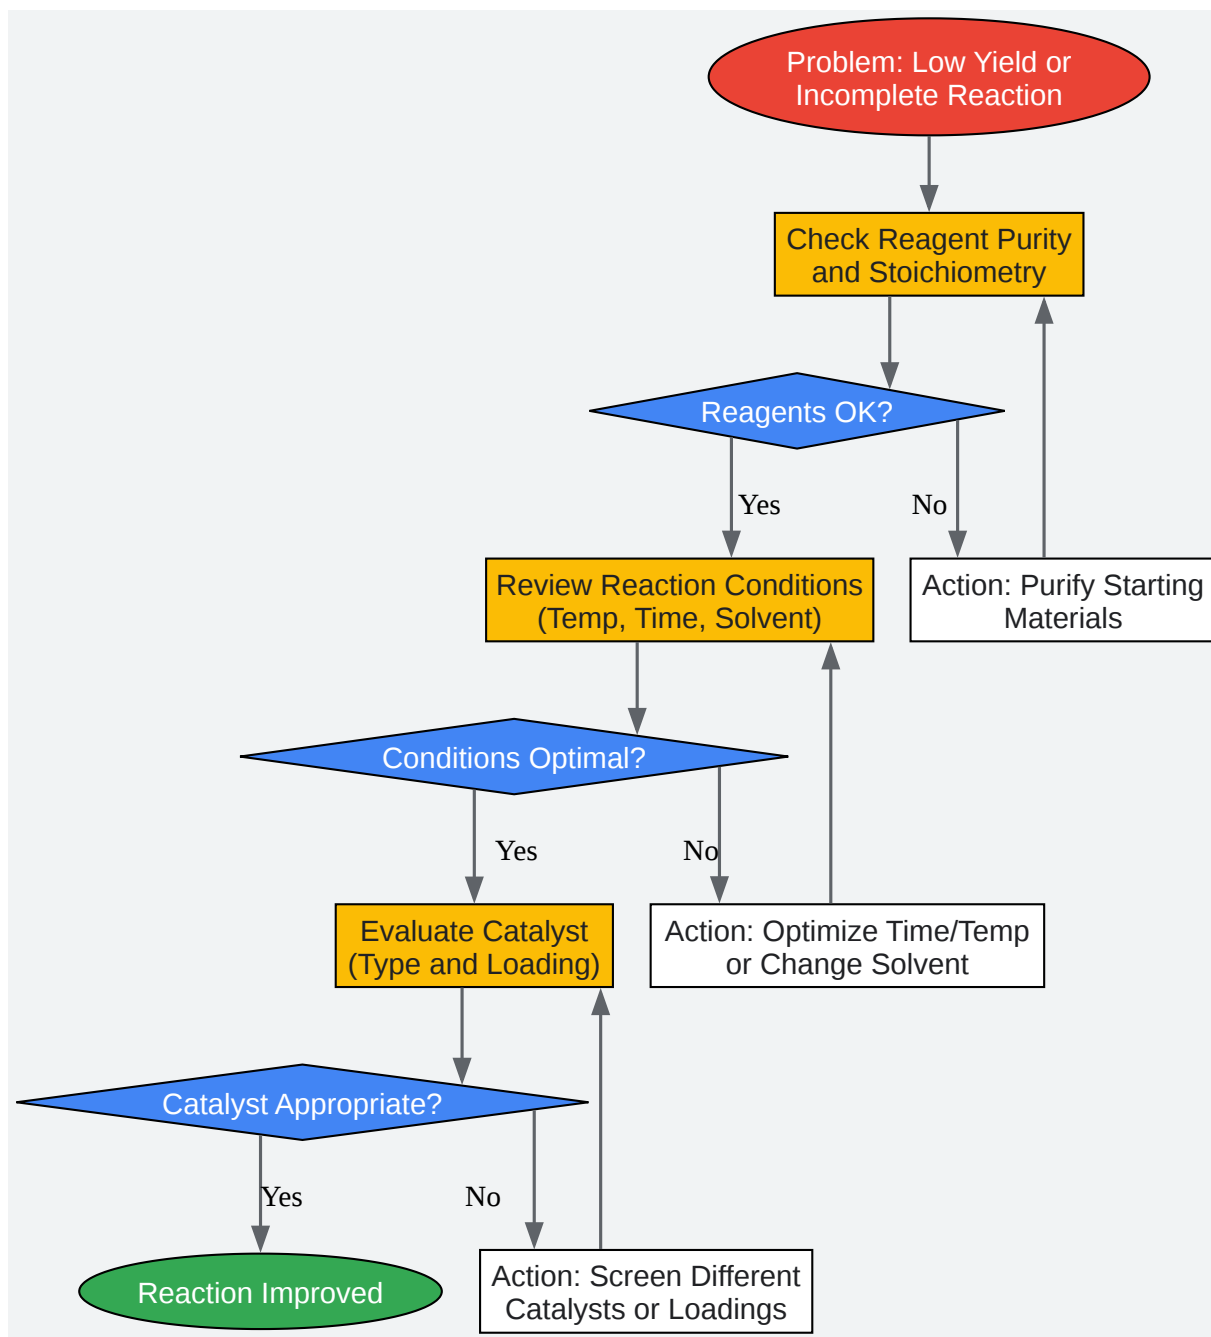 Problem: Low Yield or
Incomplete Reaction
Check Reagent Purity
and Stoichiometry
Reagents OK?
Yes
No
Review Reaction Conditions
(Temp, Time, Solvent)
Action: Purify Starting
Materials
Conditions Optimal?
Yes
No
Evaluate Catalyst
(Type and Loading)
Action: Optimize Time/Temp
or Change Solvent
Catalyst Appropriate?
Yes
No
Reaction Improved
Action: Screen Different
Catalysts or Loadings